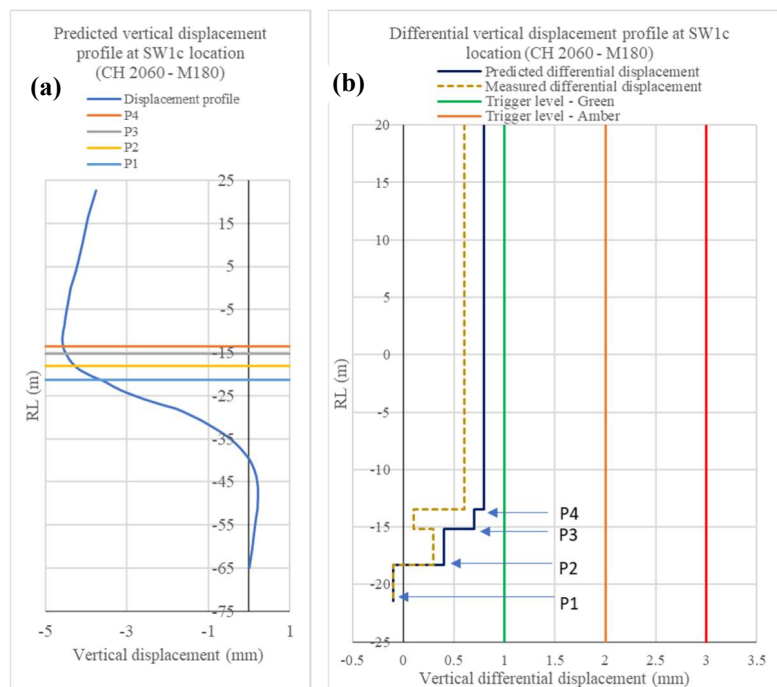 Predicted vertical displacement
profile at SW1c location
(CH 2060 - M180)
(a)
Displacement profile
P4
P3
P2
P1
25
15
5
-5
-15
-25
-35
-45
-55
-65
-75
RL (m)
-5
-3
-1
1
Vertical displacement (mm)
Differential vertical displacement profile at SW1c
location (CH 2060 - M180)
(b)
Predicted differential displacement
Measured differential displacement
Trigger level - Green
Trigger level - Amber
20
15
10
5
0
-5
-10
-15
-20
-25
RL (m)
P4
P3
P2
P1
-0.5
0
0.5
1
1.5
2
2.5
3
3.5
Vertical differential displacement (mm)